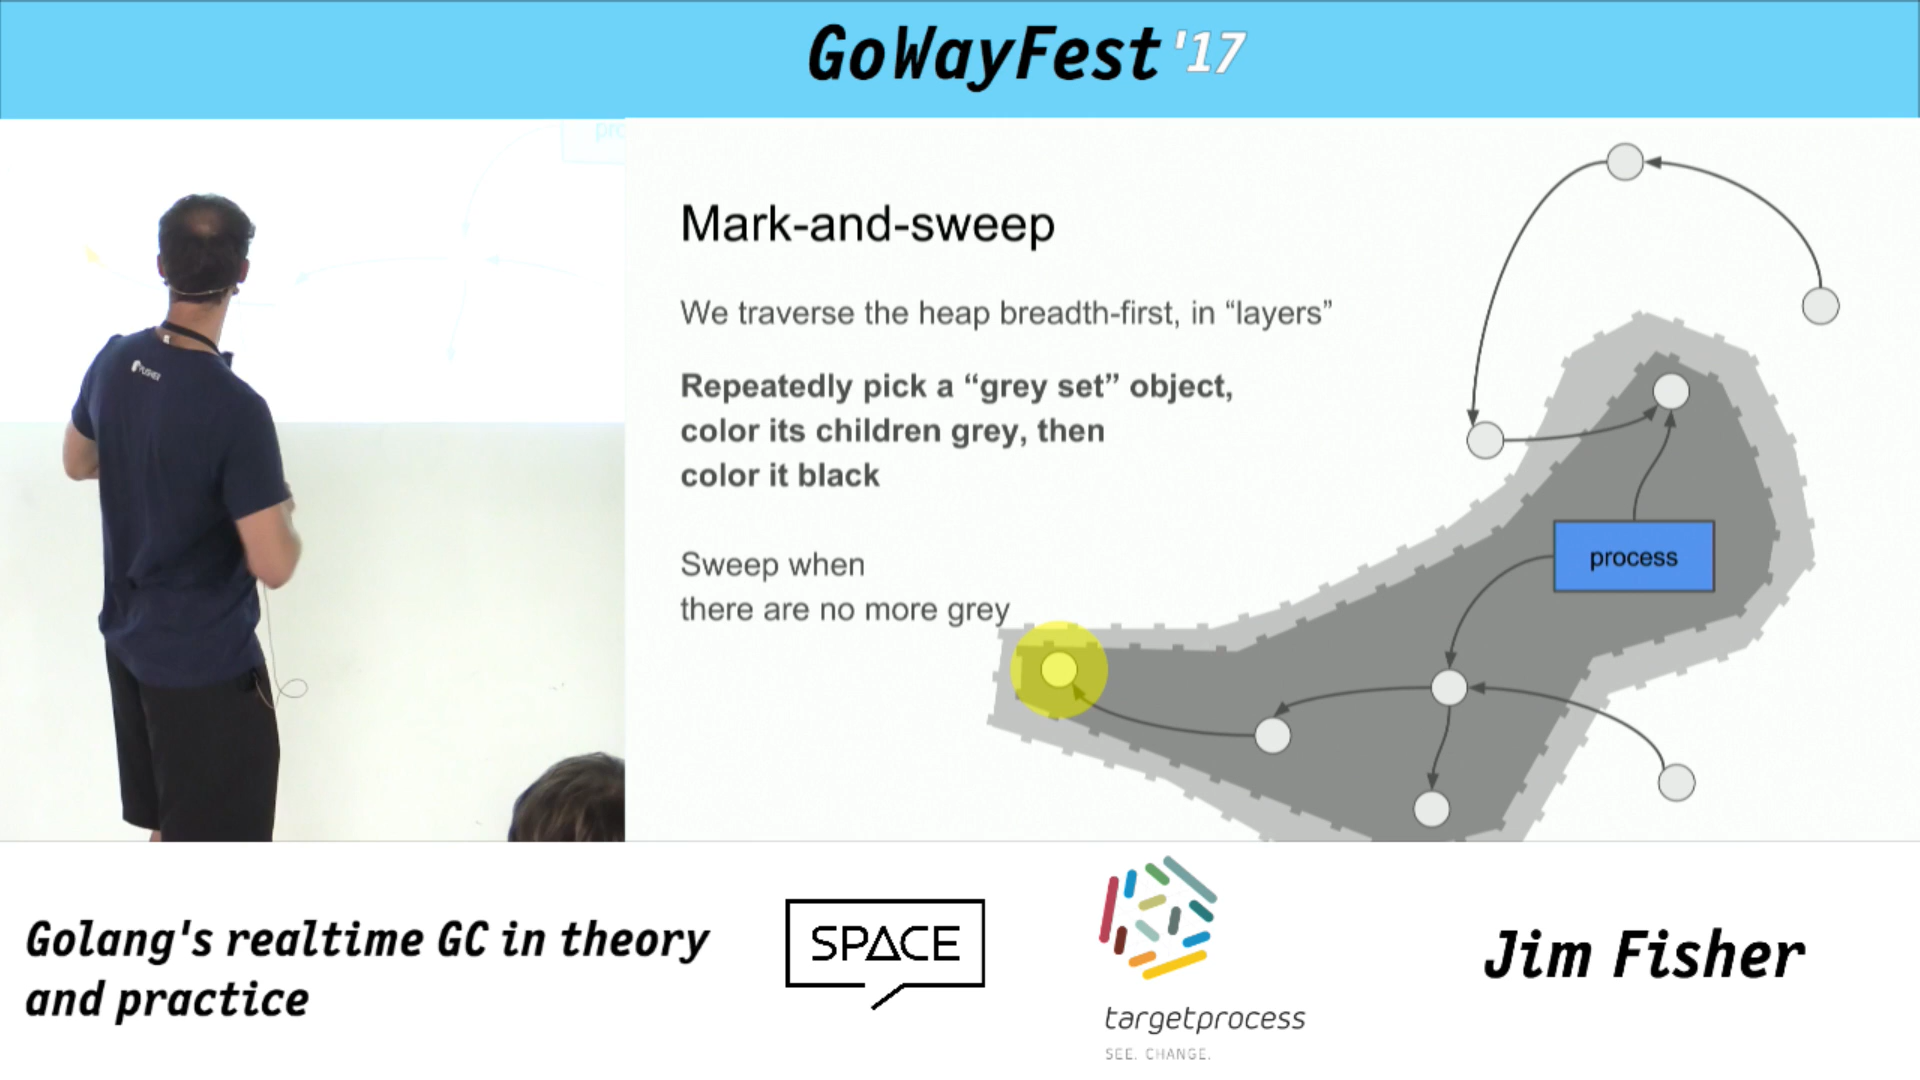 GoWayFest '17
Mark-and-sweep
We traverse the heap breadth-first, in “layers”
Repeatedly pick a “grey set” object,
color its children grey, then
color it black
Sweep when
there are no more grey
process
PUSHER
Golang's realtime GC in theory
and practice
SPACE
targetprocess
SEE. CHANGE.
Jim Fisher